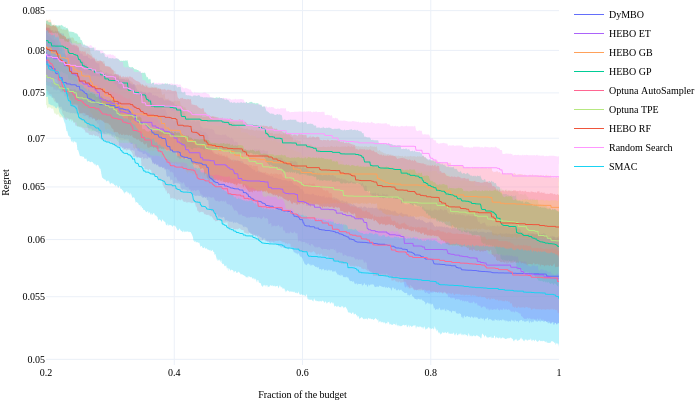 0.085
0.08
0.075
0.07
0.065
0.06
0.055
0.05
Regret
0.2
0.4
0.6
0.8
1
Fraction of the budget
DyMBO
HEBO ET
HEBO GB
HEBO GP
Optuna AutoSampler
Optuna TPE
HEBO RF
Random Search
SMAC